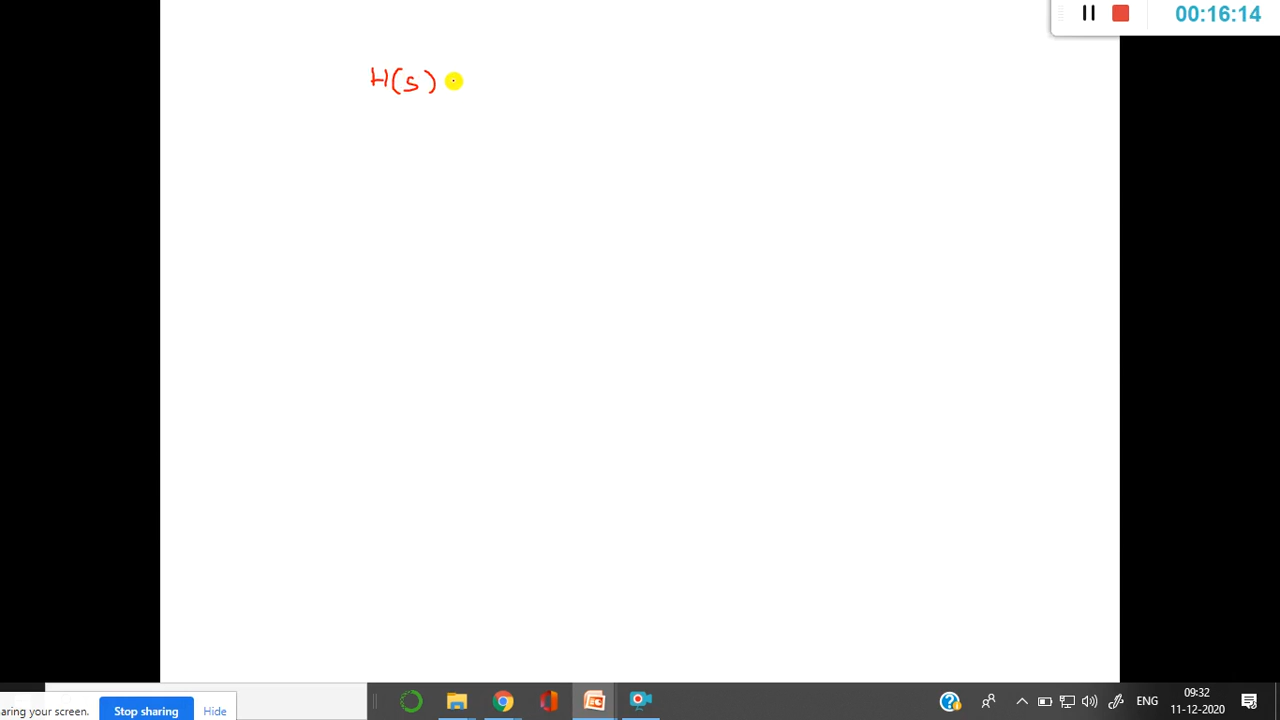 00:16:14
H(s)
aring your screen.
Stop sharing
Hide
ENG
09:32
11-12-2020